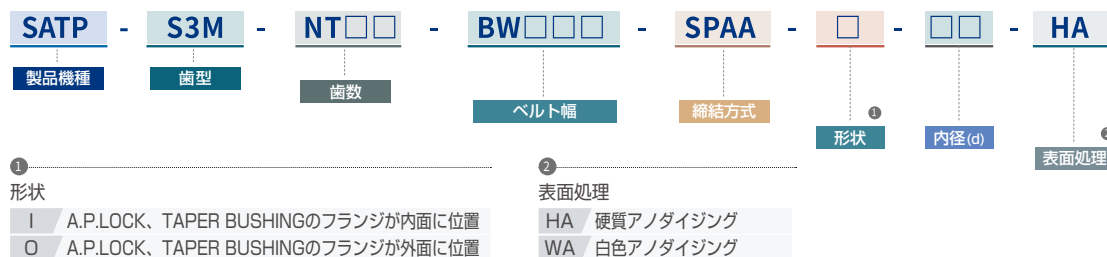 SATP - S3M - NT□□ - BW□□□ - SPAA - □ - □□ - HA
製品機種 歯型 歯数 ベルト幅 締結方式 ❶ 形状 内径(d) ❷ 表面処理
❶ ❷
形状 表面処理
I A.P.LOCK、TAPER BUSHINGのフランジが内面に位置 HA 硬質アノダイジング
O A.P.LOCK、TAPER BUSHINGのフランジが外面に位置 WA 白色アノダイジング